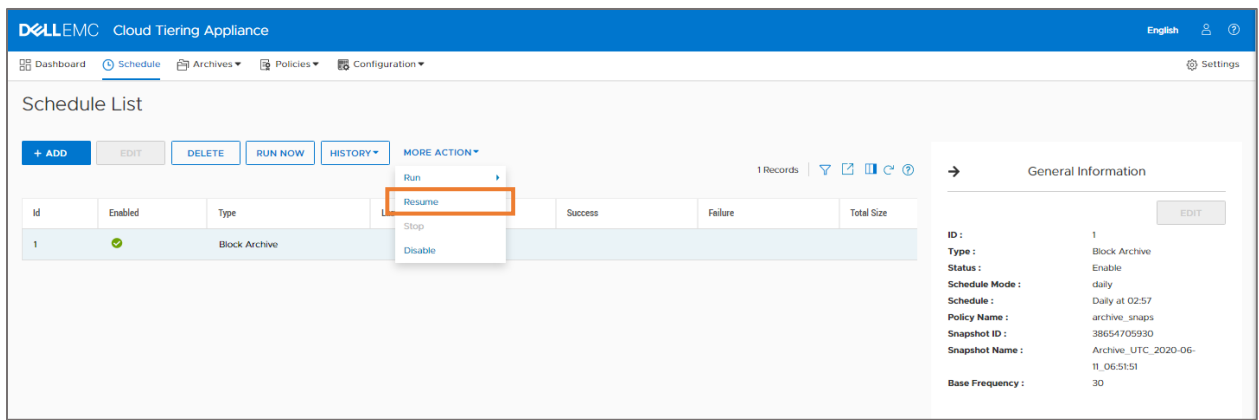 DELLEMC Cloud Tiering Appliance English
Dashboard Schedule Archives Policies Configuration Settings
Schedule List
+ ADD EDIT DELETE RUN NOW HISTORY MORE ACTION
1 Records
Run
Resume
Stop
Disable
Id Enabled Type Success Failure Total Size
1 Block Archive
General Information
EDIT
ID : 1
Type : Block Archive
Status : Enable
Schedule Mode : daily
Schedule : Daily at 02:57
Policy Name : archive_snaps
Snapshot ID : 38654705930
Snapshot Name : Archive_UTC_2020-06-
11_06:51:51
Base Frequency : 30